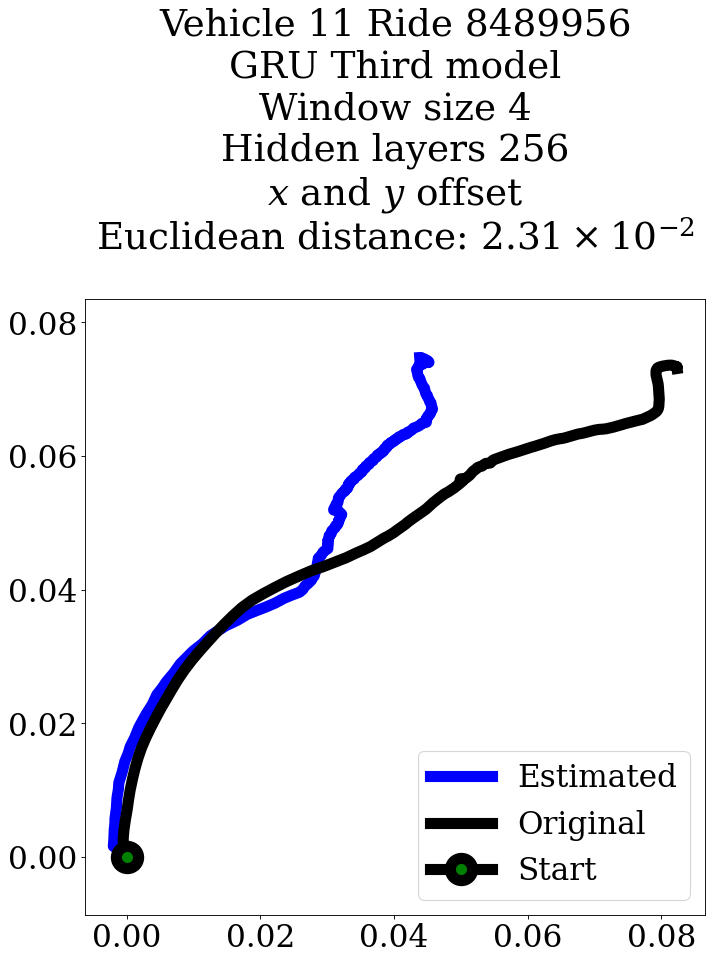 Vehicle 11 Ride 8489956
GRU Third model
Window size 4
Hidden layers 256
x and y offset
Euclidean distance: 2.31 × 10⁻²
0.08
0.06
0.04
0.02
0.00
Estimated
Original
Start
0.00 0.02 0.04 0.06 0.08